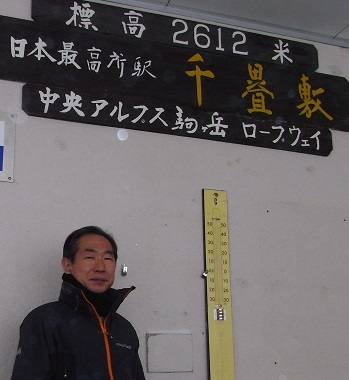 標高 2612 米
日本最高所駅 千畳敷
中央アルプス駒ヶ岳 ロープウェイ